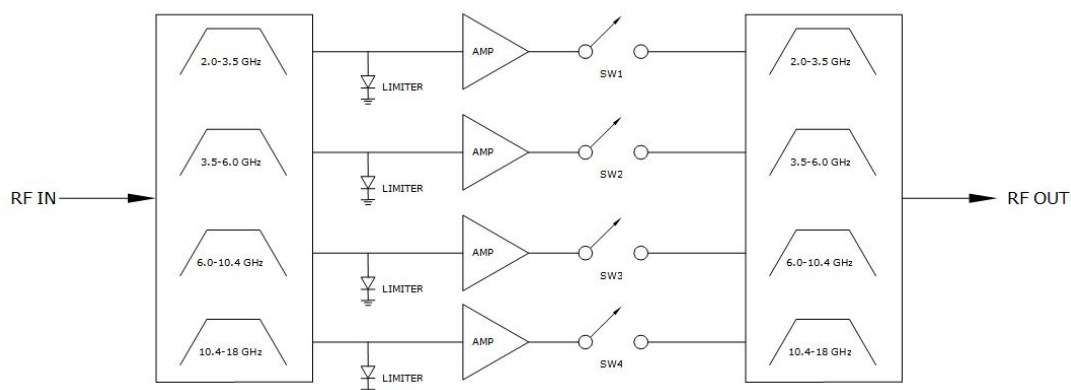 2.0-3.5 GHz
AMP
SW1
LIMITER
2.0-3.5 GHz
3.5-6.0 GHz
AMP
SW2
LIMITER
3.5-6.0 GHz
RF IN
RF OUT
6.0-10.4 GHz
AMP
SW3
LIMITER
6.0-10.4 GHz
10.4-18 GHz
AMP
SW4
LIMITER
10.4-18 GHz